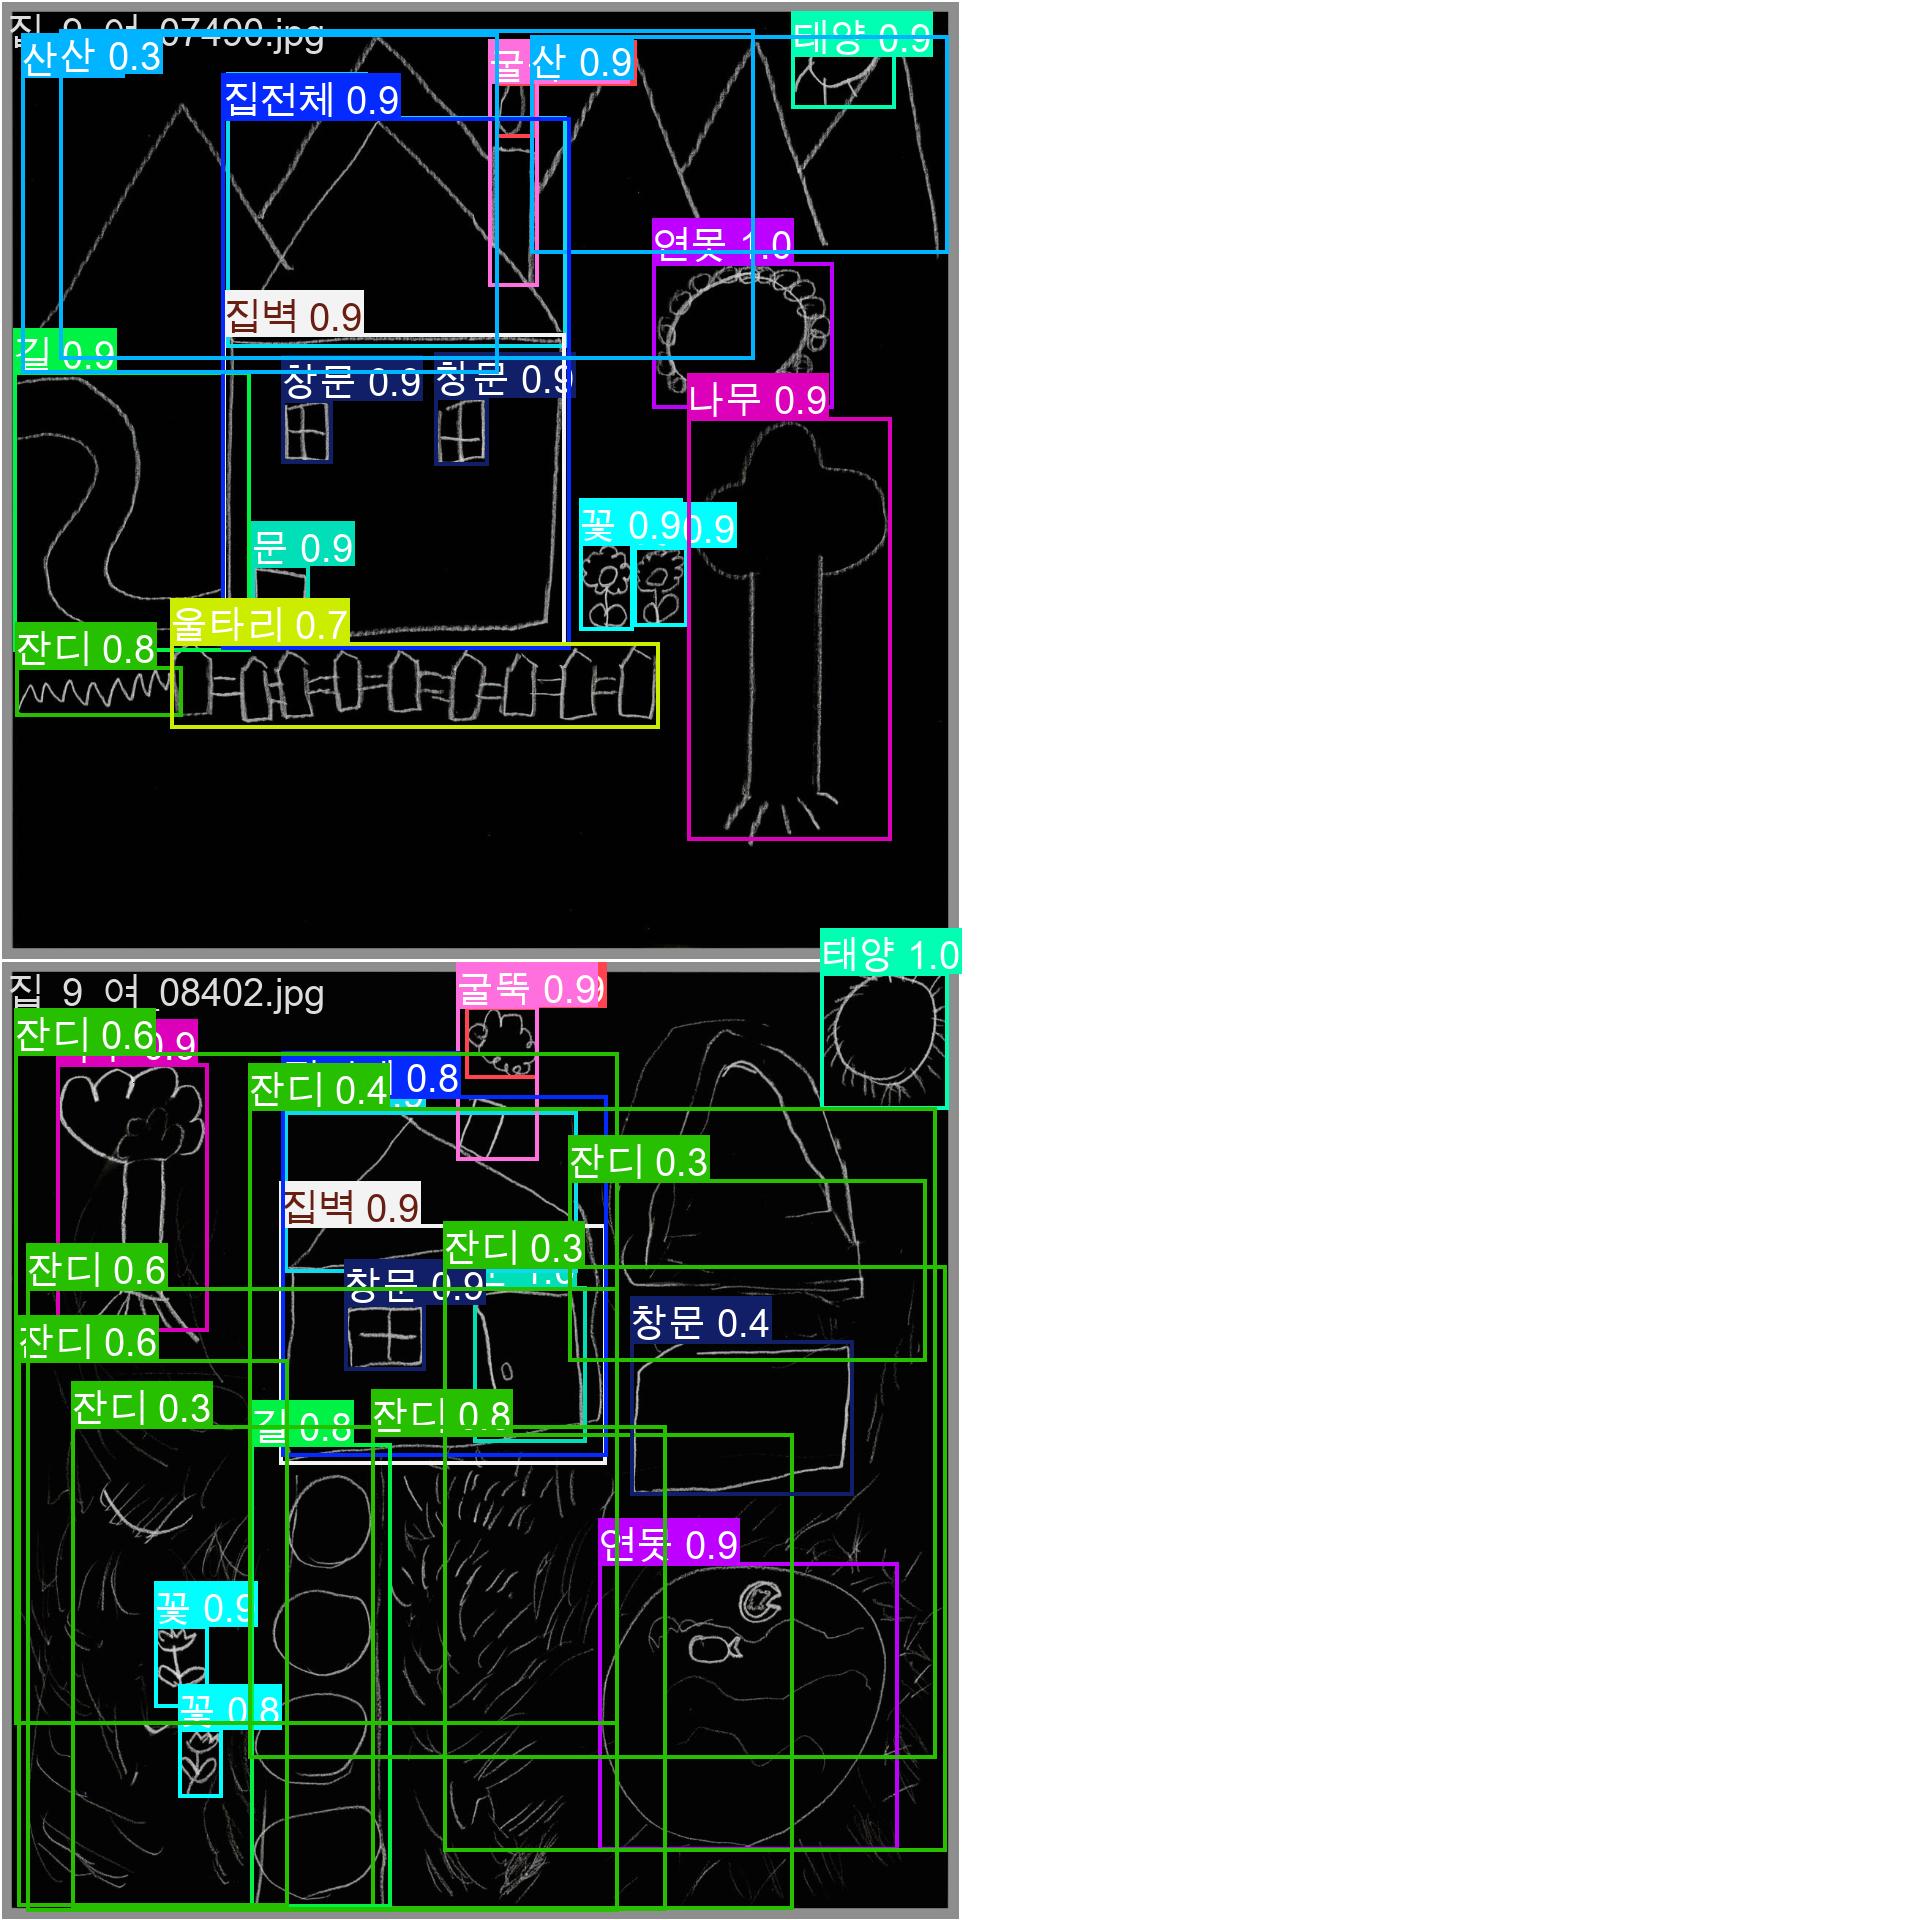 집_9_여_07490.jpg
태양 0.9
산
산 0.3
굴
산 0.9
집전체 0.9
연못 1.0
집벽 0.9
길 0.9
창문 0.9
창문 0.9
나무 0.9
꽃 0.9
0.9
문 0.9
울타리 0.7
잔디 0.8
태양 1.0
집_9_여_08402.jpg
굴뚝 0.9
잔디 0.6
0.9
0.8
잔디 0.4
잔디 0.3
집벽 0.9
잔디 0.3
잔디 0.6
창문 0.9
1.0
창문 0.4
잔디 0.6
잔디 0.3
잔디 0.8
길 0.8
연못 0.9
꽃 0.9
꽃 0.8